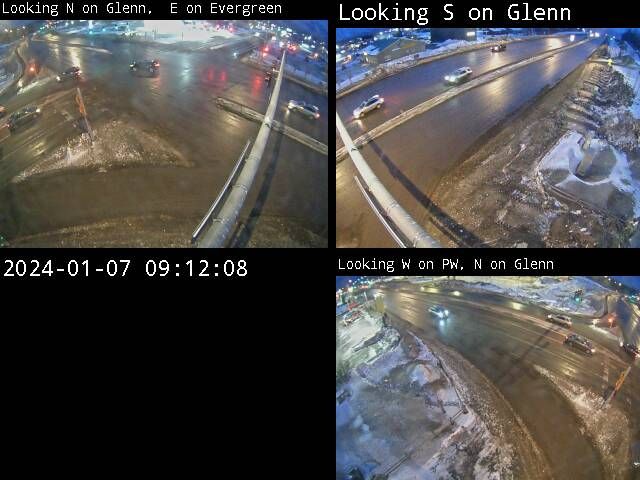 Looking N on Glenn,  E on Evergreen
Looking S on Glenn
2024-01-07 09:12:08
Looking W on PW, N on Glenn